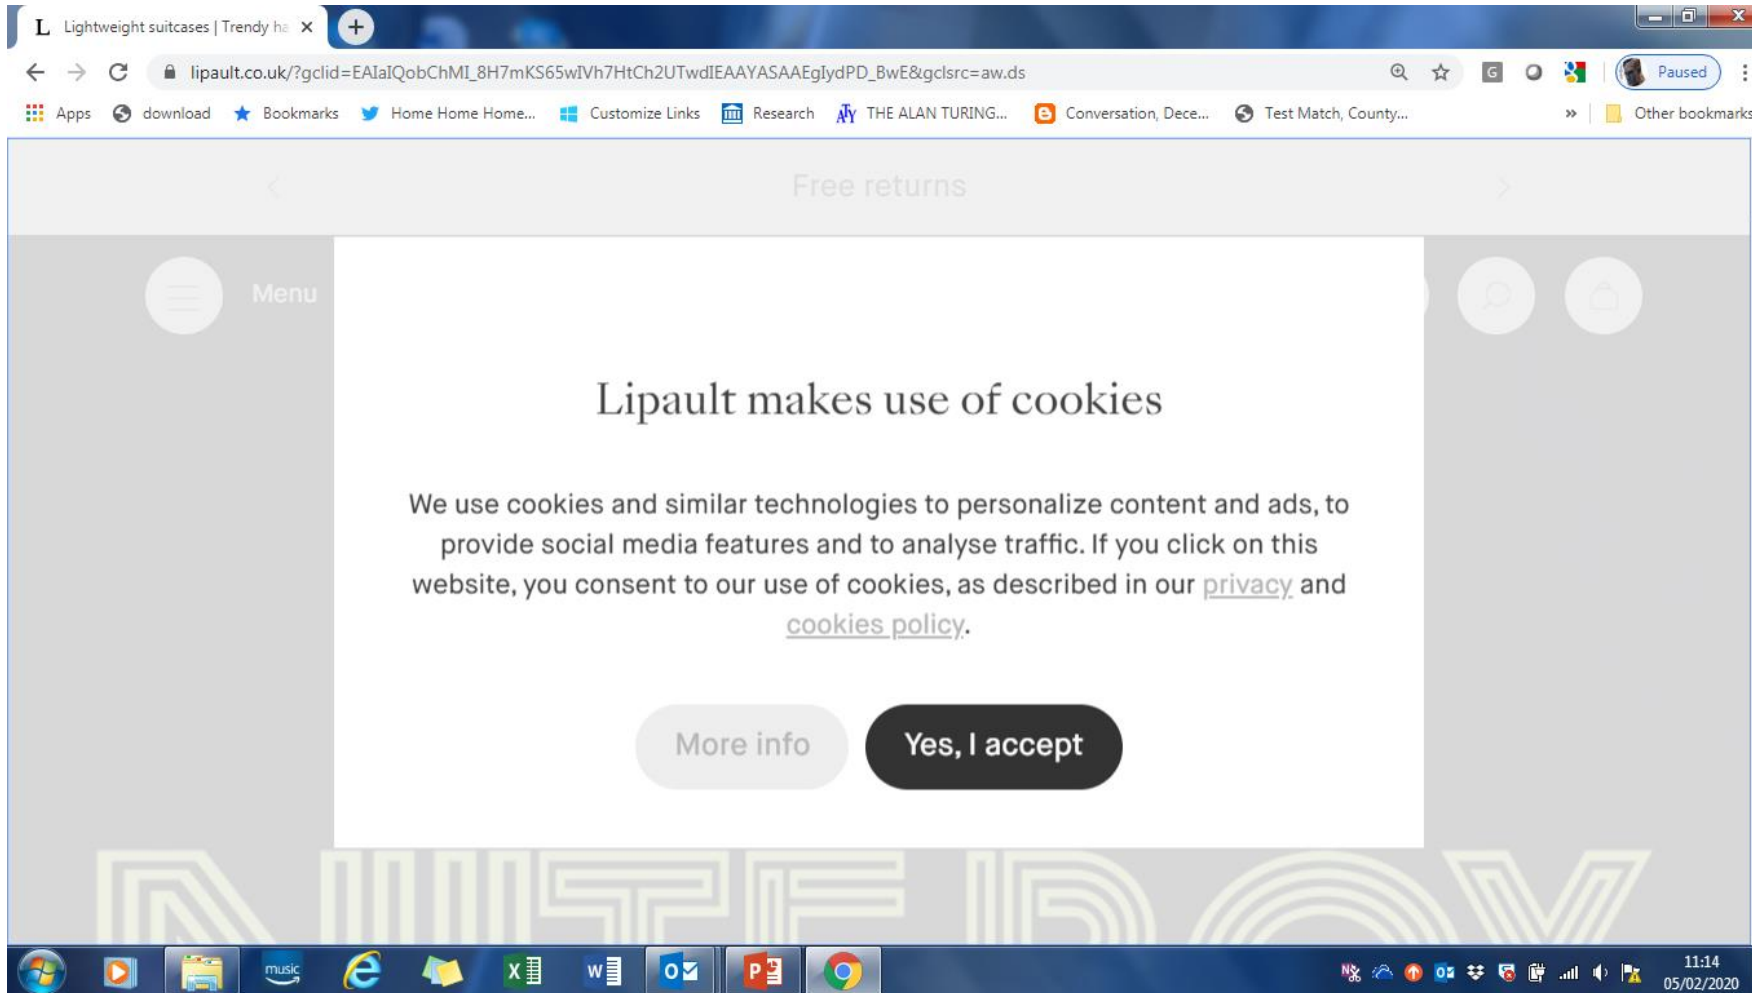 L Lightweight suitcases | Trendy ha
lipault.co.uk/?gclid=EAIaIQobChMI_8H7mKS65wIVh7HtCh2UTwdIEAAYASAAEgIydPD_BwE&gclsrc=aw.ds G Paused
Apps download Bookmarks Home Home Home... Customize Links Research ATy THE ALAN TURING... Conversation, Dece... Test Match, County... » Other bookmarks
Free returns
Menu
Lipault makes use of cookies
We use cookies and similar technologies to personalize content and ads, to
provide social media features and to analyse traffic. If you click on this
website, you consent to our use of cookies, as described in our privacy and
cookies policy.
More info Yes, I accept
music 11:14
05/02/2020